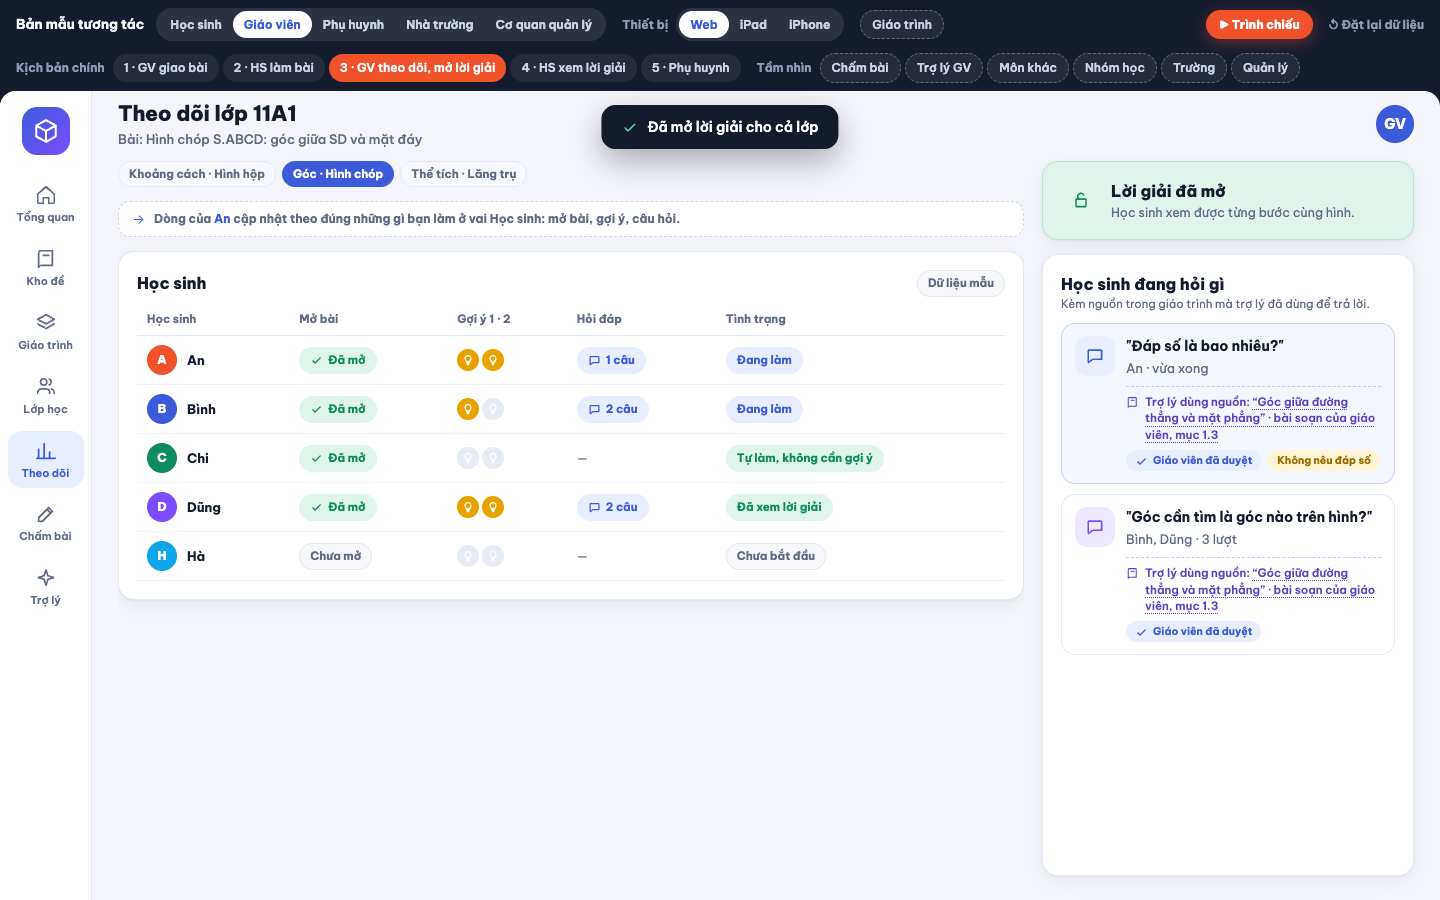 Bản mẫu tương tác
Học sinh
Giáo viên
Phụ huynh
Nhà trường
Cơ quan quản lý
Thiết bị
Web
iPad
iPhone
Giáo trình
Trình chiếu
Đặt lại dữ liệu
Kịch bản chính
1 · GV giao bài
2 · HS làm bài
3 · GV theo dõi, mở lời giải
4 · HS xem lời giải
5 · Phụ huynh
Tầm nhìn
Chấm bài
Trợ lý GV
Môn khác
Nhóm học
Trường
Quản lý
Tổng quan
Kho đề
Giáo trình
Lớp học
Theo dõi
Chấm bài
Trợ lý
Theo dõi lớp 11A1
Bài: Hình chóp S.ABCD: góc giữa SD và mặt đáy
Đã mở lời giải cho cả lớp
GV
Khoảng cách · Hình hộp
Góc · Hình chóp
Thể tích · Lăng trụ
Dòng của An cập nhật theo đúng những gì bạn làm ở vai Học sinh: mở bài, gợi ý, câu hỏi.
Học sinh
Dữ liệu mẫu
Học sinh Mở bài Gợi ý 1 · 2 Hỏi đáp Tình trạng
A An Đã mở 1 câu Đang làm
B Bình Đã mở 2 câu Đang làm
C Chi Đã mở – Tự làm, không cần gợi ý
D Dũng Đã mở 2 câu Đã xem lời giải
H Hà Chưa mở – Chưa bắt đầu
Lời giải đã mở
Học sinh xem được từng bước cùng hình.
Học sinh đang hỏi gì
Kèm nguồn trong giáo trình mà trợ lý đã dùng để trả lời.
"Đáp số là bao nhiêu?"
An · vừa xong
Trợ lý dùng nguồn: “Góc giữa đường
thẳng và mặt phẳng” · bài soạn của giáo
viên, mục 1.3
Giáo viên đã duyệt
Không nêu đáp số
"Góc cần tìm là góc nào trên hình?"
Bình, Dũng · 3 lượt
Trợ lý dùng nguồn: “Góc giữa đường
thẳng và mặt phẳng” · bài soạn của giáo
viên, mục 1.3
Giáo viên đã duyệt